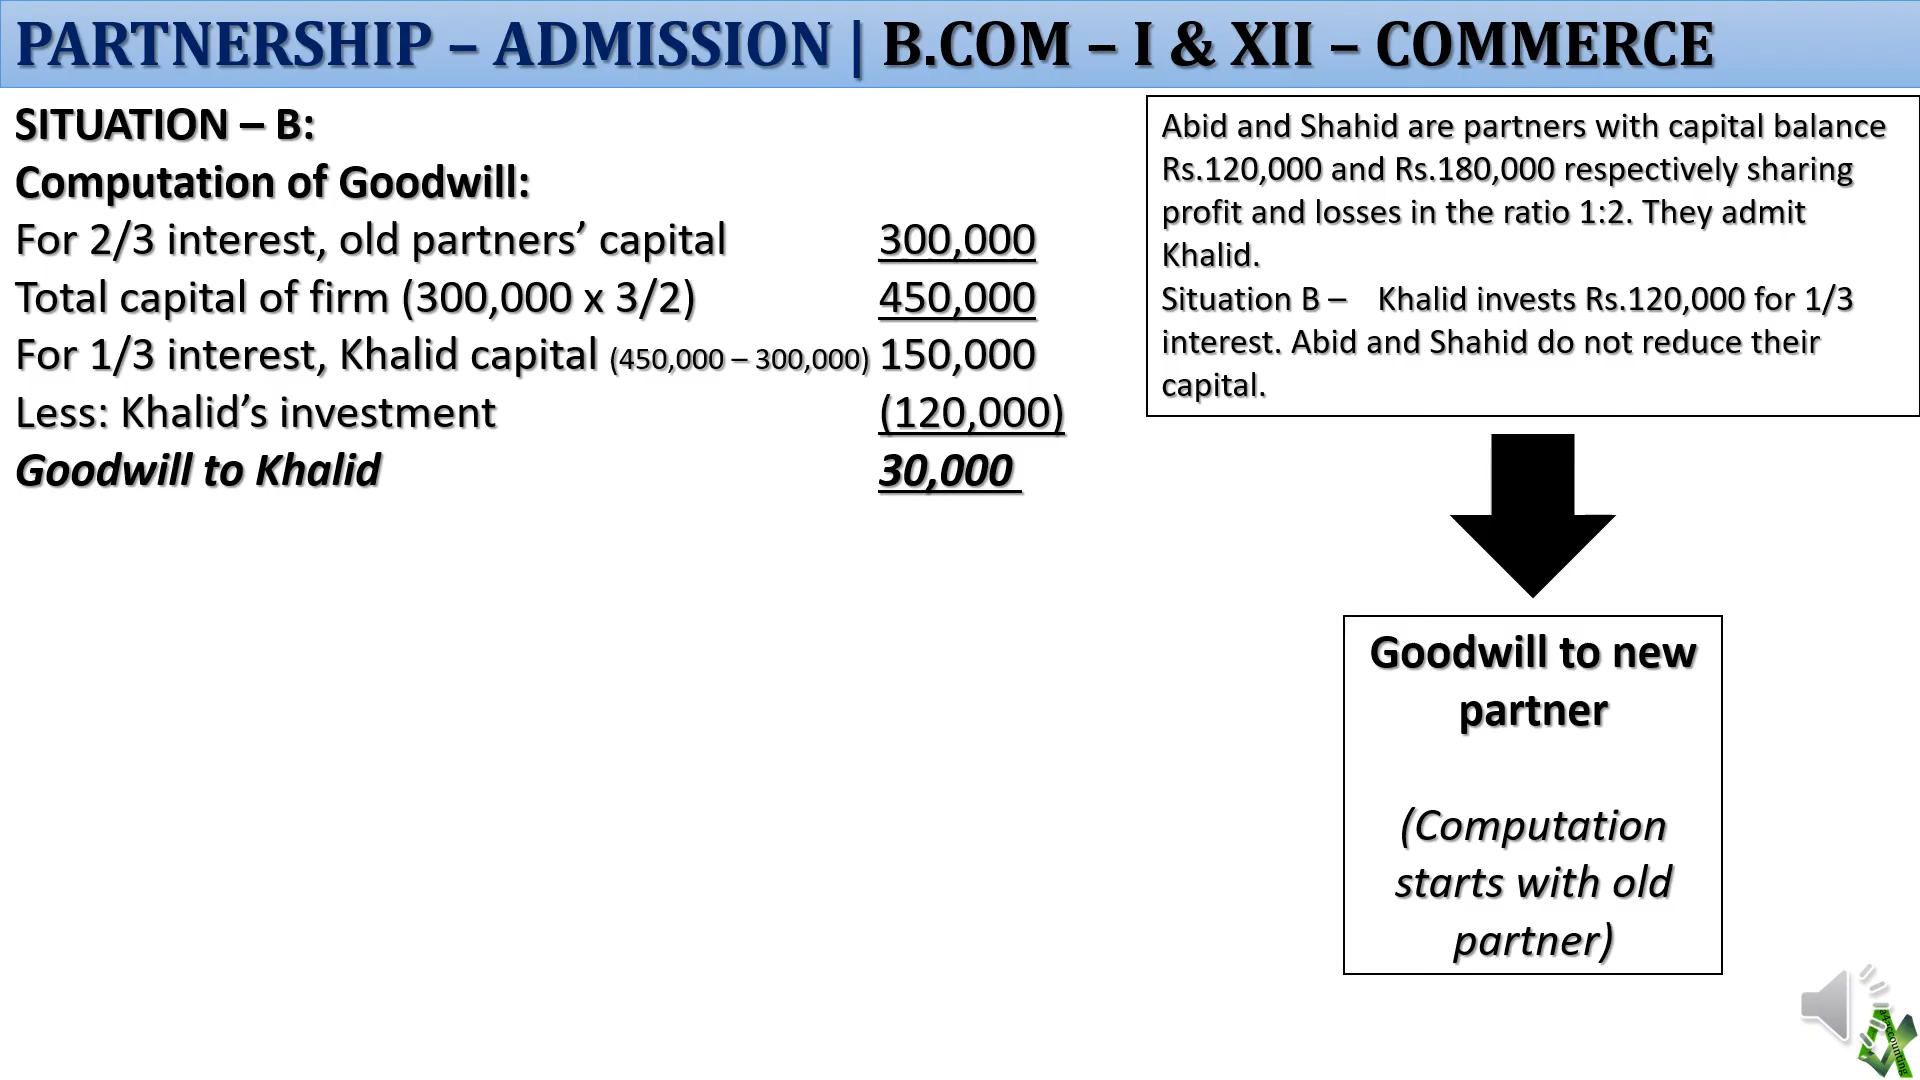 PARTNERSHIP – ADMISSION | B.COM – I & XII – COMMERCE
SITUATION – B:
Computation of Goodwill:
For 2/3 interest, old partners’ capital 300,000
Total capital of firm (300,000 x 3/2) 450,000
For 1/3 interest, Khalid capital (450,000 – 300,000) 150,000
Less: Khalid’s investment (120,000)
Goodwill to Khalid 30,000
Abid and Shahid are partners with capital balance
Rs.120,000 and Rs.180,000 respectively sharing
profit and losses in the ratio 1:2. They admit
Khalid.
Situation B – Khalid invests Rs.120,000 for 1/3
interest. Abid and Shahid do not reduce their
capital.
Goodwill to new
partner
(Computation
starts with old
partner)
a4accounting